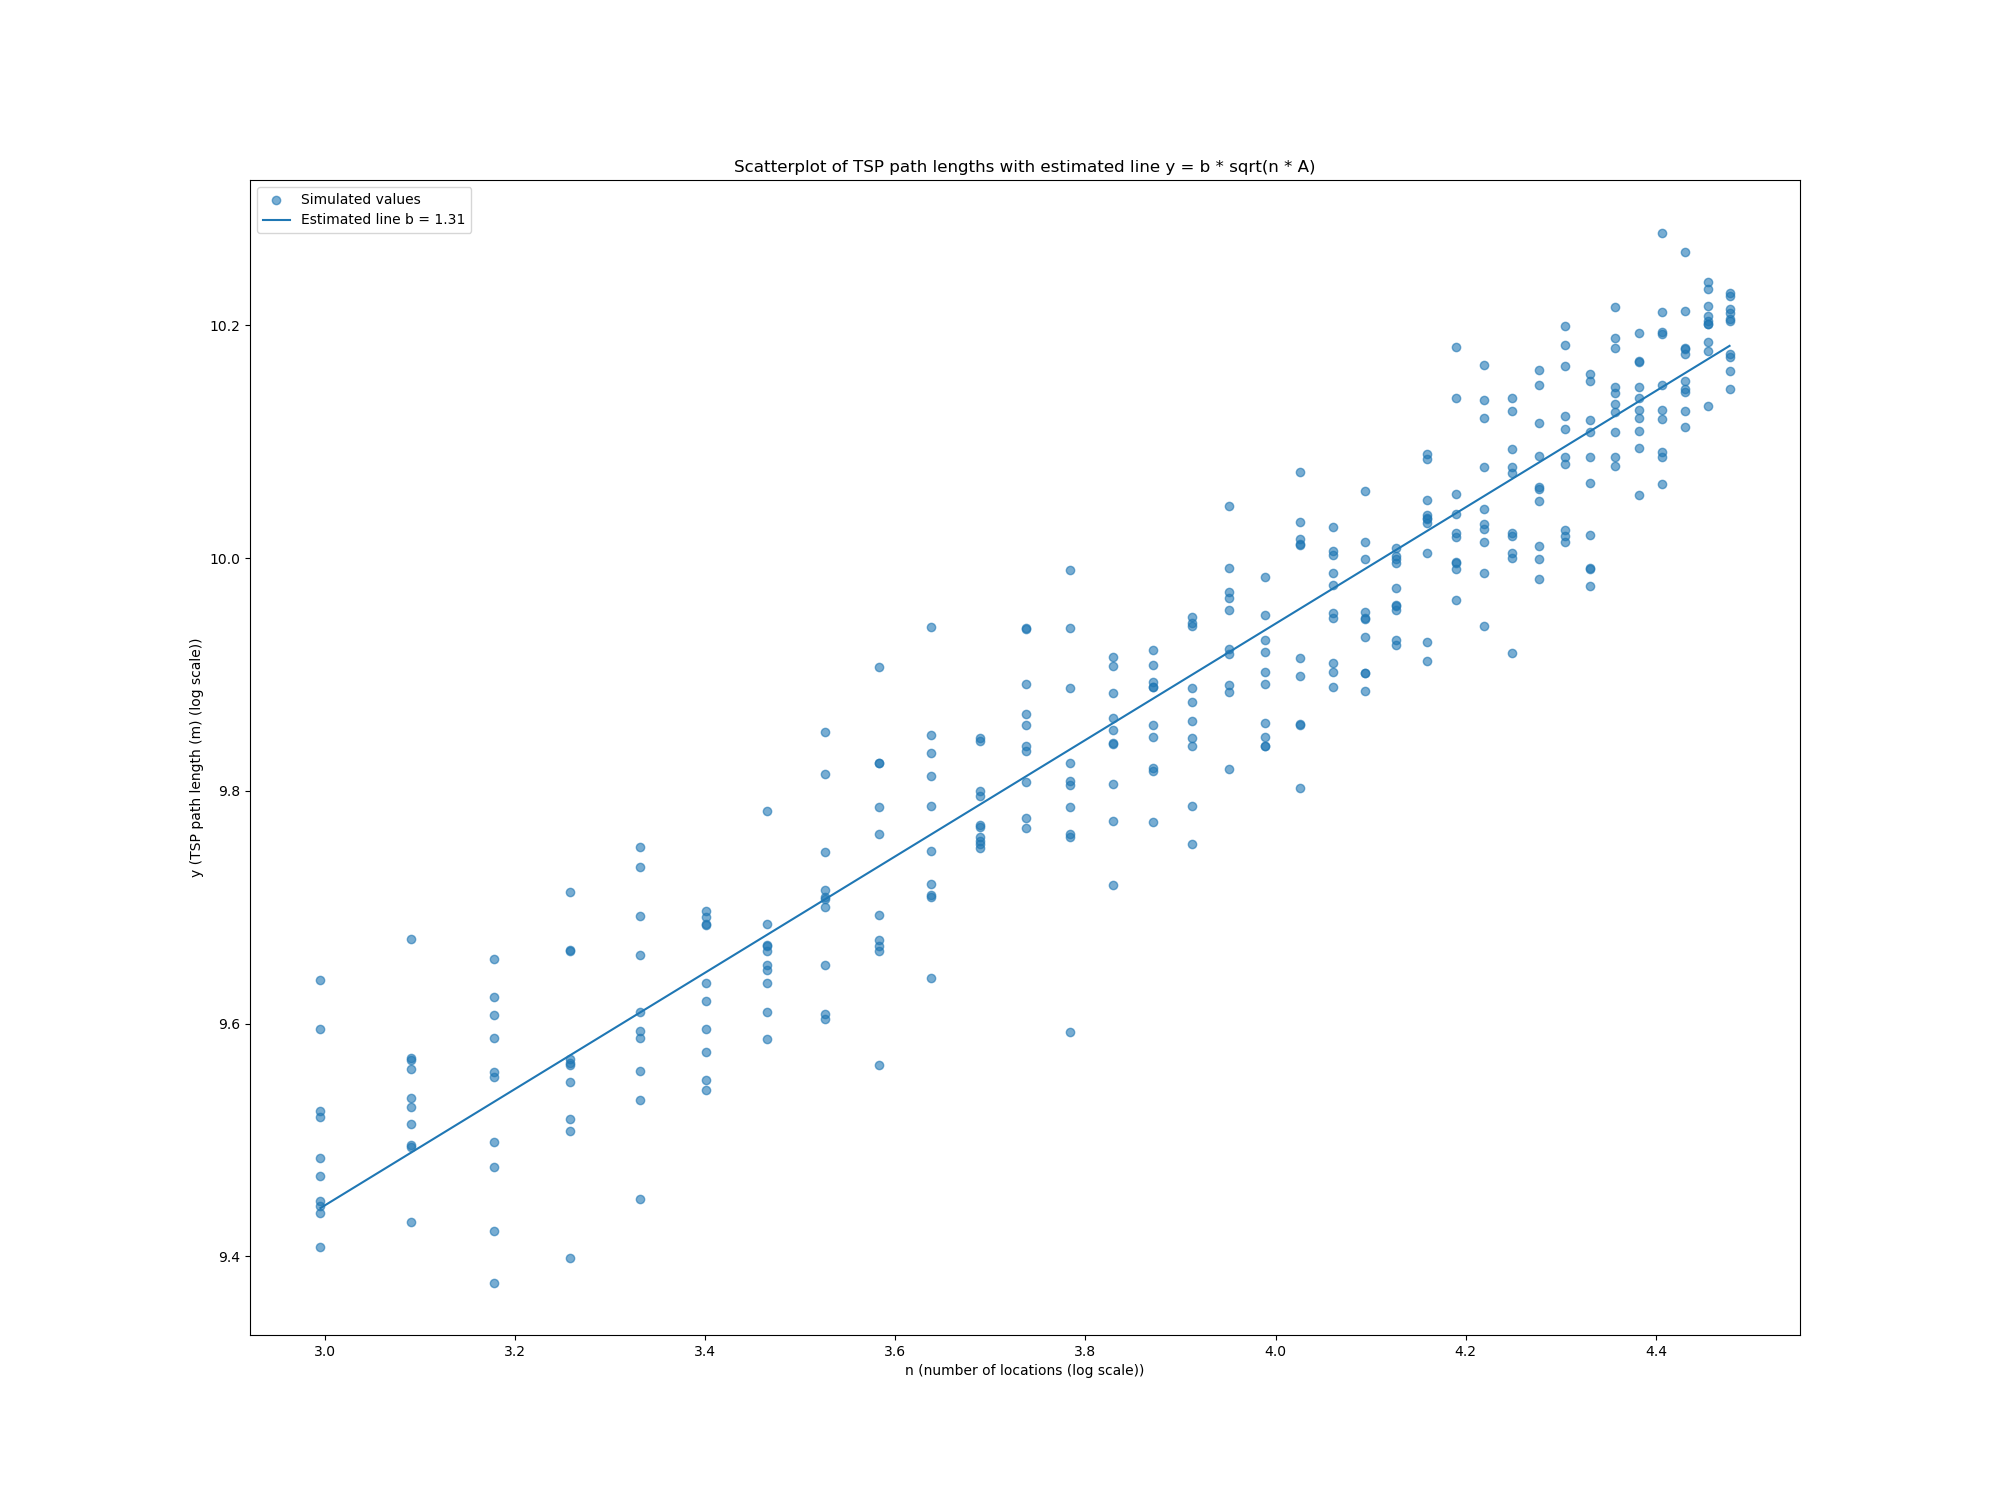 Scatterplot of TSP path lengths with estimated line y = b * sqrt(n * A)
Simulated values
Estimated line b = 1.31
10.2
10.0
9.8
9.6
9.4
y (TSP path length (m) (log scale))
3.0 3.2 3.4 3.6 3.8 4.0 4.2 4.4
n (number of locations (log scale))